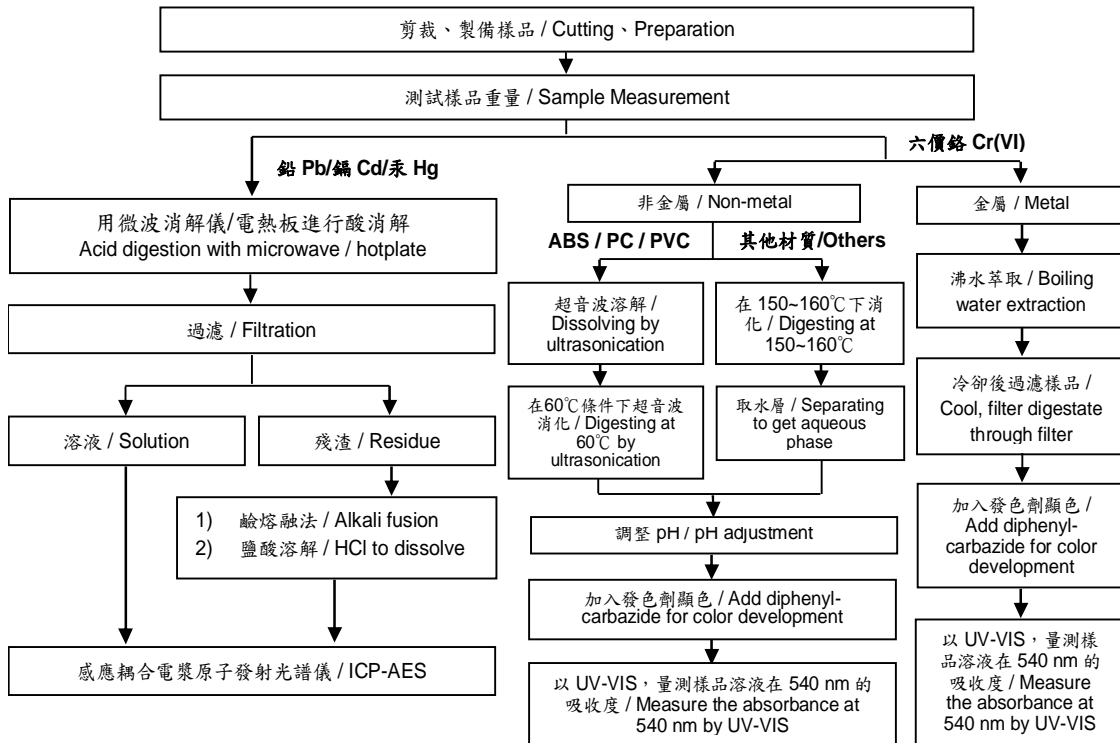 剪裁、製備樣品 / Cutting、Preparation
測試樣品重量 / Sample Measurement
鉛 Pb/鎘 Cd/汞 Hg
六價鉻 Cr(VI)
用微波消解儀/電熱板進行酸消解
Acid digestion with microwave / hotplate
非金屬 / Non-metal
金屬 / Metal
ABS / PC / PVC
其他材質/Others
過濾 / Filtration
超音波溶解 /
Dissolving by
ultrasonication
在 150~160℃下消
化 / Digesting at
150~160℃
沸水萃取 / Boiling
water extraction
溶液 / Solution
殘渣 / Residue
在60℃條件下超音波
消化 / Digesting at
60℃ by
ultrasonication
取水層 / Separating
to get aqueous
phase
冷卻後過濾樣品 /
Cool, filter digestate
through filter
1) 鹼熔融法 / Alkali fusion
2) 鹽酸溶解 / HCl to dissolve
調整 pH / pH adjustment
加入發色劑顯色 /
Add diphenyl-
carbazide for color
development
加入發色劑顯色 / Add diphenyl-
carbazide for color development
感應耦合電漿原子發射光譜儀 / ICP-AES
以 UV-VIS，量測樣品溶液在 540 nm 的
吸收度 / Measure the absorbance at
540 nm by UV-VIS
以 UV-VIS，量測樣
品溶液在 540 nm 的
吸收度 / Measure
the absorbance at
540 nm by UV-VIS